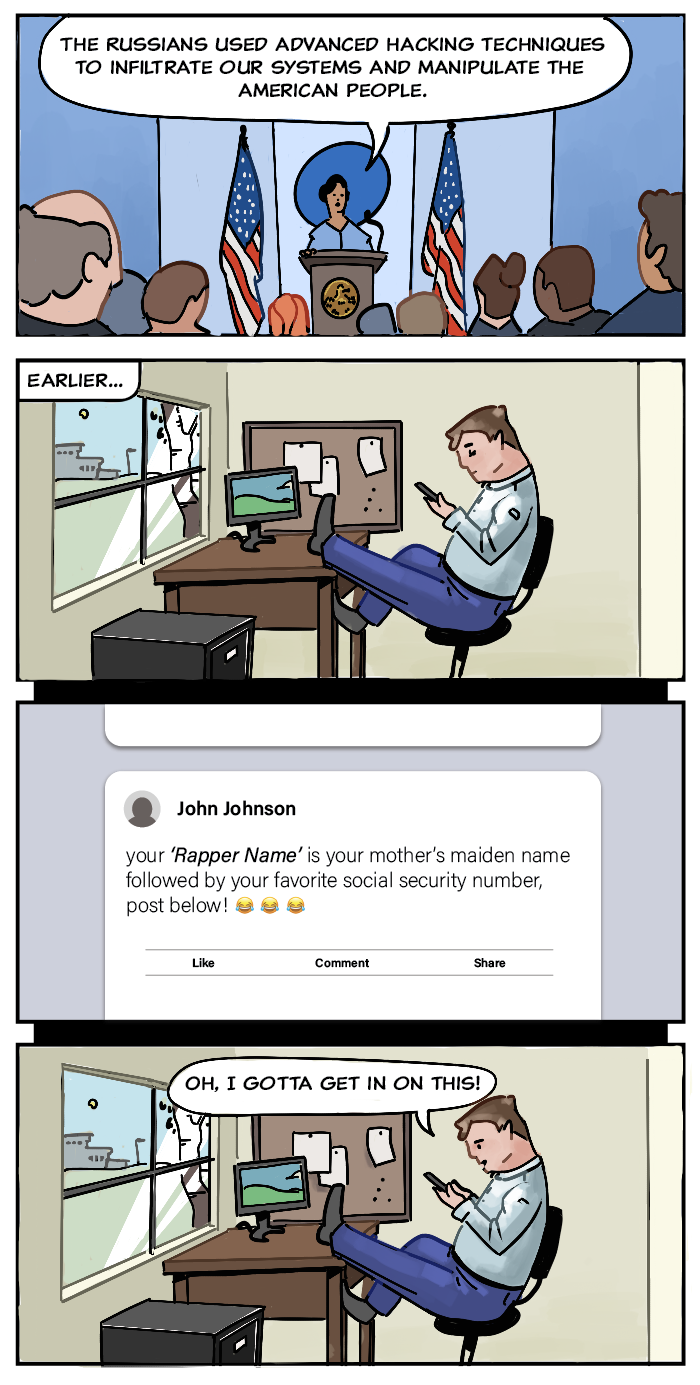 THE RUSSIANS USED ADVANCED HACKING TECHNIQUES
TO INFILTRATE OUR SYSTEMS AND MANIPULATE THE
AMERICAN PEOPLE.
EARLIER...
John Johnson
your ‘Rapper Name’ is your mother’s maiden name
followed by your favorite social security number,
post below! 😂 😂 😂
Like Comment Share
OH, I GOTTA GET IN ON THIS!